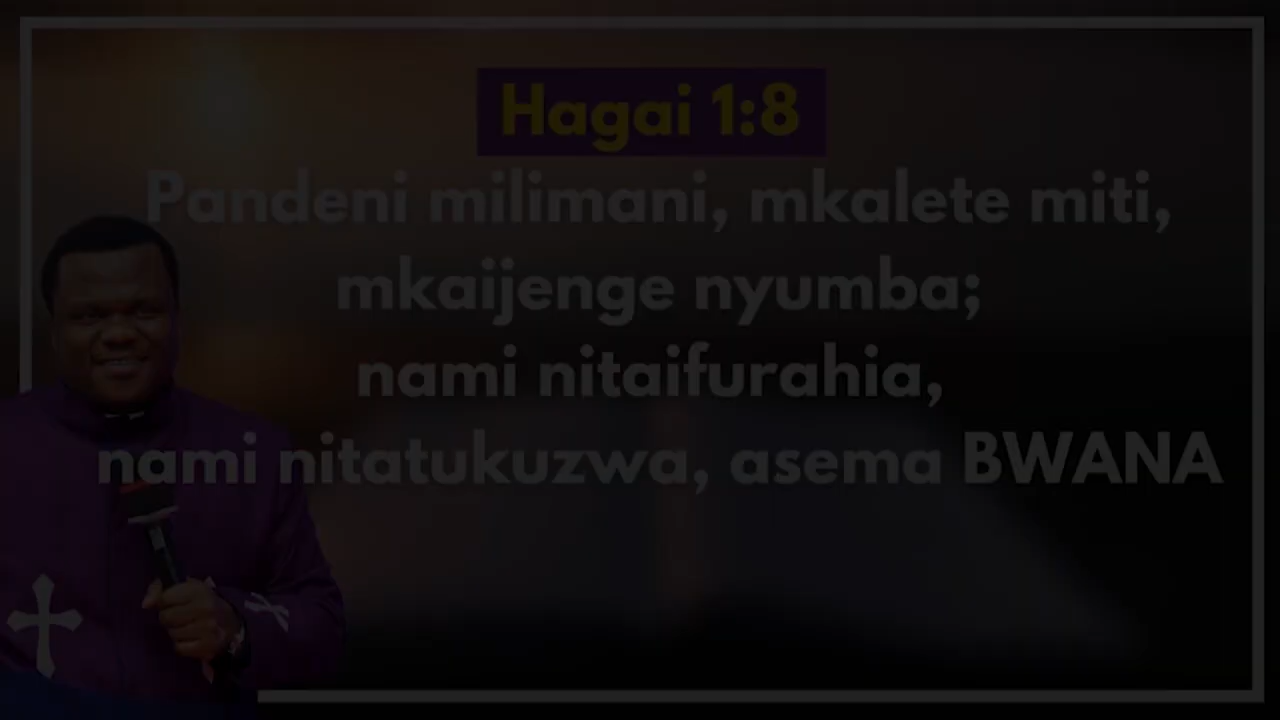 Hagai 1:8
Pandeni milimani, mkalete miti,
mkaijenge nyumba;
nami nitaifurahia,
nami nitatukuzwa, asema BWANA